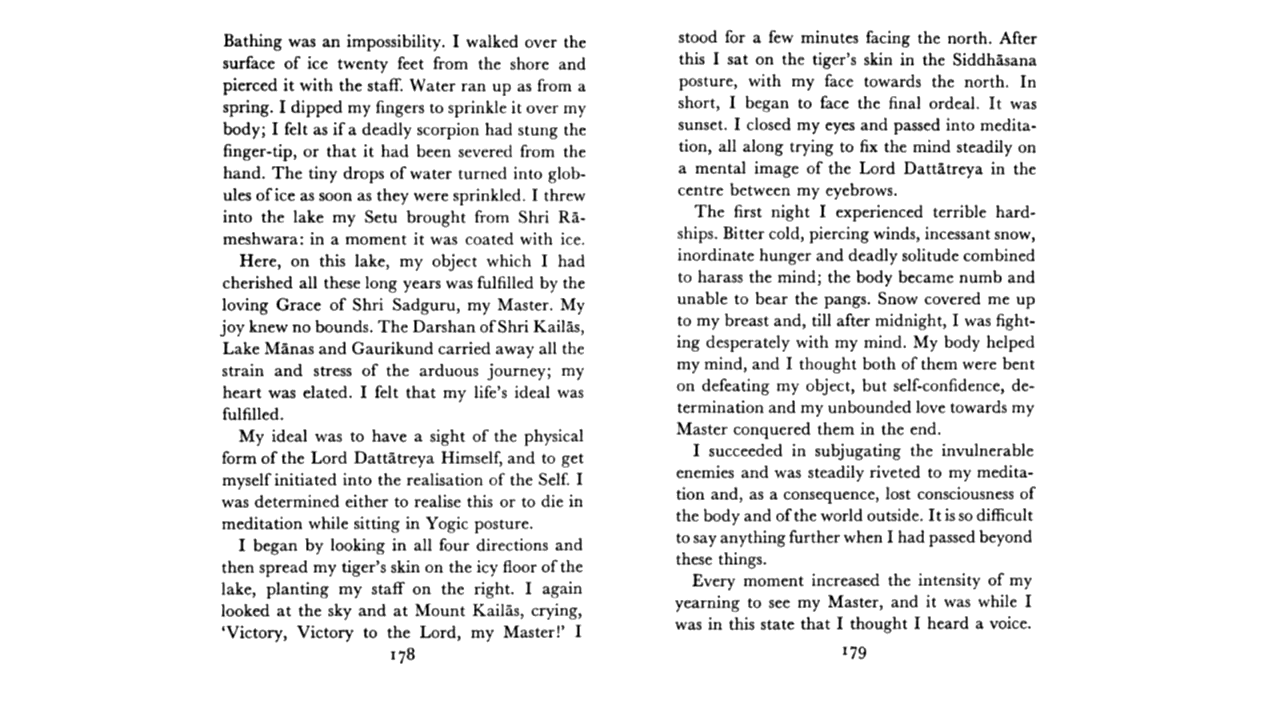 Bathing was an impossibility. I walked over the
surface of ice twenty feet from the shore and
pierced it with the staff. Water ran up as from a
spring. I dipped my fingers to sprinkle it over my
body; I felt as if a deadly scorpion had stung the
finger-tip, or that it had been severed from the
hand. The tiny drops of water turned into glob-
ules of ice as soon as they were sprinkled. I threw
into the lake my Setu brought from Shri Rā-
meshwara: in a moment it was coated with ice.
Here, on this lake, my object which I had
cherished all these long years was fulfilled by the
loving Grace of Shri Sadguru, my Master. My
joy knew no bounds. The Darshan of Shri Kailās,
Lake Mānas and Gaurikund carried away all the
strain and stress of the arduous journey; my
heart was elated. I felt that my life's ideal was
fulfilled.
My ideal was to have a sight of the physical
form of the Lord Dattātreya Himself, and to get
myself initiated into the realisation of the Self. I
was determined either to realise this or to die in
meditation while sitting in Yogic posture.
I began by looking in all four directions and
then spread my tiger's skin on the icy floor of the
lake, planting my staff on the right. I again
looked at the sky and at Mount Kailās, crying,
‘Victory, Victory to the Lord, my Master!’ I
178
stood for a few minutes facing the north. After
this I sat on the tiger's skin in the Siddhāsana
posture, with my face towards the north. In
short, I began to face the final ordeal. It was
sunset. I closed my eyes and passed into medita-
tion, all along trying to fix the mind steadily on
a mental image of the Lord Dattātreya in the
centre between my eyebrows.
The first night I experienced terrible hard-
ships. Bitter cold, piercing winds, incessant snow,
inordinate hunger and deadly solitude combined
to harass the mind; the body became numb and
unable to bear the pangs. Snow covered me up
to my breast and, till after midnight, I was fight-
ing desperately with my mind. My body helped
my mind, and I thought both of them were bent
on defeating my object, but self-confidence, de-
termination and my unbounded love towards my
Master conquered them in the end.
I succeeded in subjugating the invulnerable
enemies and was steadily riveted to my medita-
tion and, as a consequence, lost consciousness of
the body and of the world outside. It is so difficult
to say anything further when I had passed beyond
these things.
Every moment increased the intensity of my
yearning to see my Master, and it was while I
was in this state that I thought I heard a voice.
179